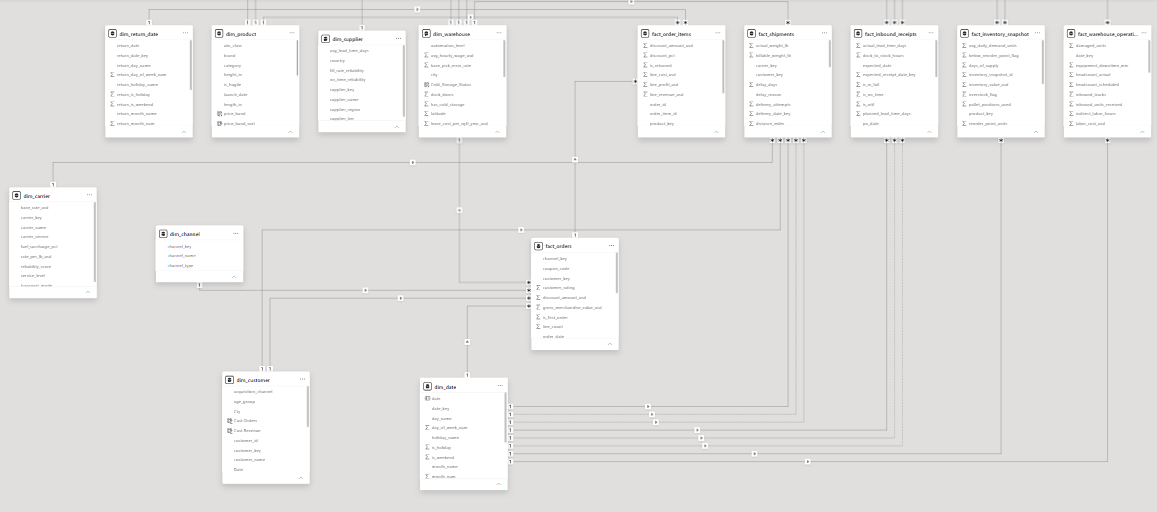 dim_return_date
return_date
return_date_key
return_day_name
return_day_of_week_num
return_holiday_name
return_is_holiday
return_is_weekend
return_month_name
return_month_num
dim_product
abc_class
brand
category
height_in
is_fragile
launch_date
length_in
price_band
price_band_sort
dim_supplier
avg_lead_time_days
country
fill_rate_reliability
on_time_reliability
supplier_key
supplier_name
supplier_region
supplier_tier
dim_warehouse
automation_level
avg_hourly_wage_usd
base_pick_error_rate
city
Cold_Storage_Status
dock_doors
has_cold_storage
latitude
lease_cost_per_sqft_year_usd
fact_order_items
discount_amount_usd
discount_pct
is_returned
line_cost_usd
line_profit_usd
line_revenue_usd
order_id
order_item_id
product_key
fact_shipments
actual_weight_lb
billable_weight_lb
carrier_key
customer_key
delay_days
delay_reason
delivery_attempts
delivery_date_key
distance_miles
fact_inbound_receipts
actual_lead_time_days
dock_to_stock_hours
expected_date
expected_receipt_date_key
is_in_full
is_on_time
is_otif
planned_lead_time_days
po_date
fact_inventory_snapshot
avg_daily_demand_units
below_reorder_point_flag
days_of_supply
inventory_snapshot_id
inventory_value_usd
overstock_flag
pallet_positions_used
reorder_point_units
fact_warehouse_operati...
damaged_units
date_key
equipment_downtime_min
headcount_actual
headcount_scheduled
inbound_trucks
inbound_units_received
indirect_labor_hours
labor_cost_usd
dim_carrier
base_rate_usd
carrier_key
carrier_name
carrier_service
fuel_surcharge_pct
rate_per_lb_usd
reliability_score
service_level
dim_channel
channel_key
channel_name
channel_type
fact_orders
channel_key
coupon_code
customer_key
customer_rating
discount_amount_usd
gross_merchandise_value_usd
is_first_order
line_count
order_date
dim_customer
acquisition_channel
age_group
City
Cust Orders
Cust Revenue
customer_id
customer_key
customer_name
State
dim_date
date
date_key
day_name
day_of_week_num
holiday_name
is_holiday
is_weekend
month_name
month_num